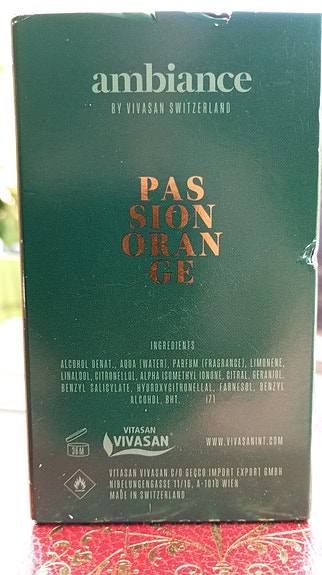 ambiance
BY VIVASAN SWITZERLAND
PAS
SION
ORAN
GE
INGREDIENTS
ALCOHOL DENAT., AQUA (WATER), PARFUM (FRAGRANCE), LIMONENE,
LINALOOL, CITRONELLOL, ALPHA ISOMETHYL IONONE, CITRAL, GERANIOL,
BENZYL SALICYLATE, HYDROXYCITRONELLAL, FARNESOL, BENZYL
ALCOHOL, BHT. (7)
36M
VITASAN
VIVASAN
WWW.VIVASANINT.COM
VITASAN VIVASAN C/O GECCO IMPORT EXPORT GMBH
NIBELUNGENGASSE 11/16, A-1010 WIEN
MADE IN SWITZERLAND